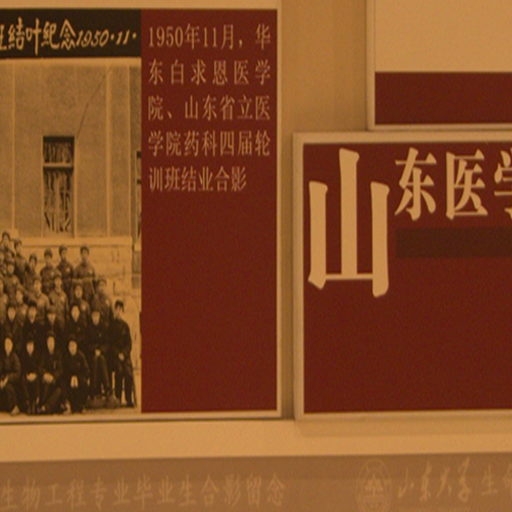 班结叶纪念1950·11·
1950年11月，华
东白求恩医学
院、山东省立医
学院药科四届轮
训班结业合影
山东医学
生物工程专业毕业生合影留念
山东大学生命